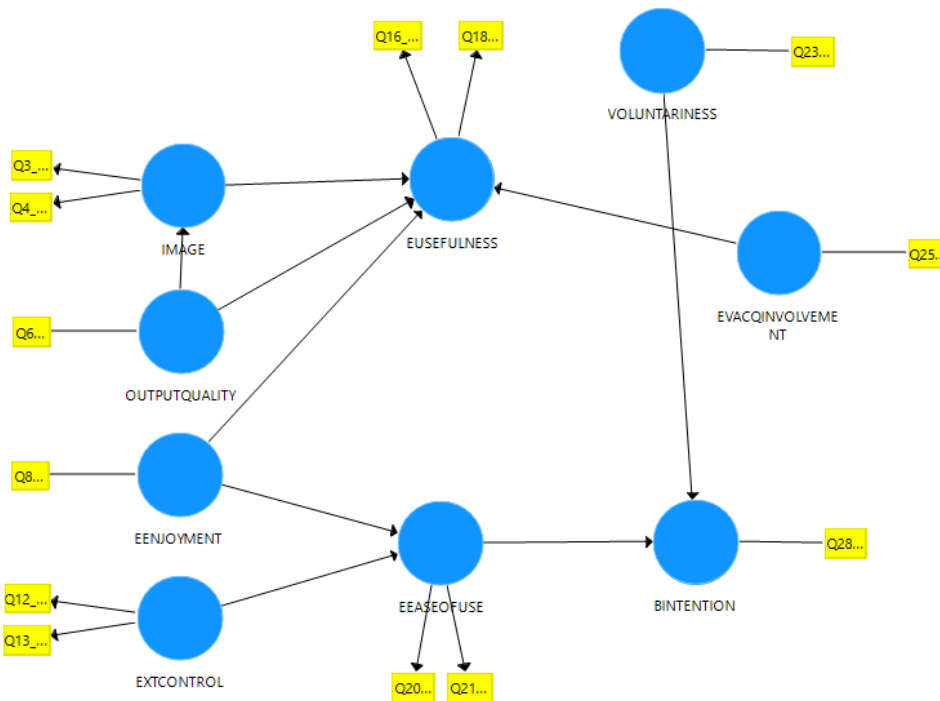 Q16_...
Q18...
Q23...
VOLUNTARINESS
Q3_...
Q4_...
IMAGE
EUSEFULNESS
Q25...
EVACQINVOLVEME
NT
Q6...
OUTPUTQUALITY
Q8...
EENJOYMENT
Q28...
Q12_...
Q13_...
EEASEOFUSE
BINTENTION
EXTCONTROL
Q20...
Q21...